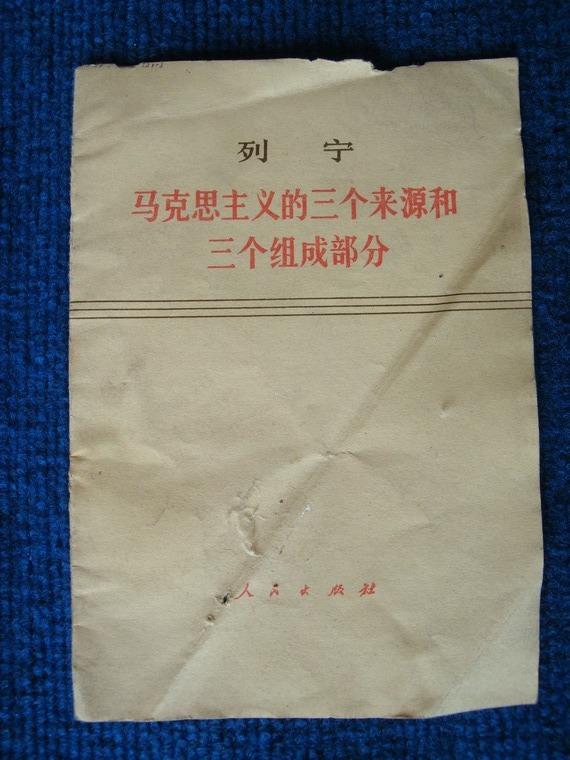 列 宁
马克思主义的三个来源和
三个组成部分
人民出版社